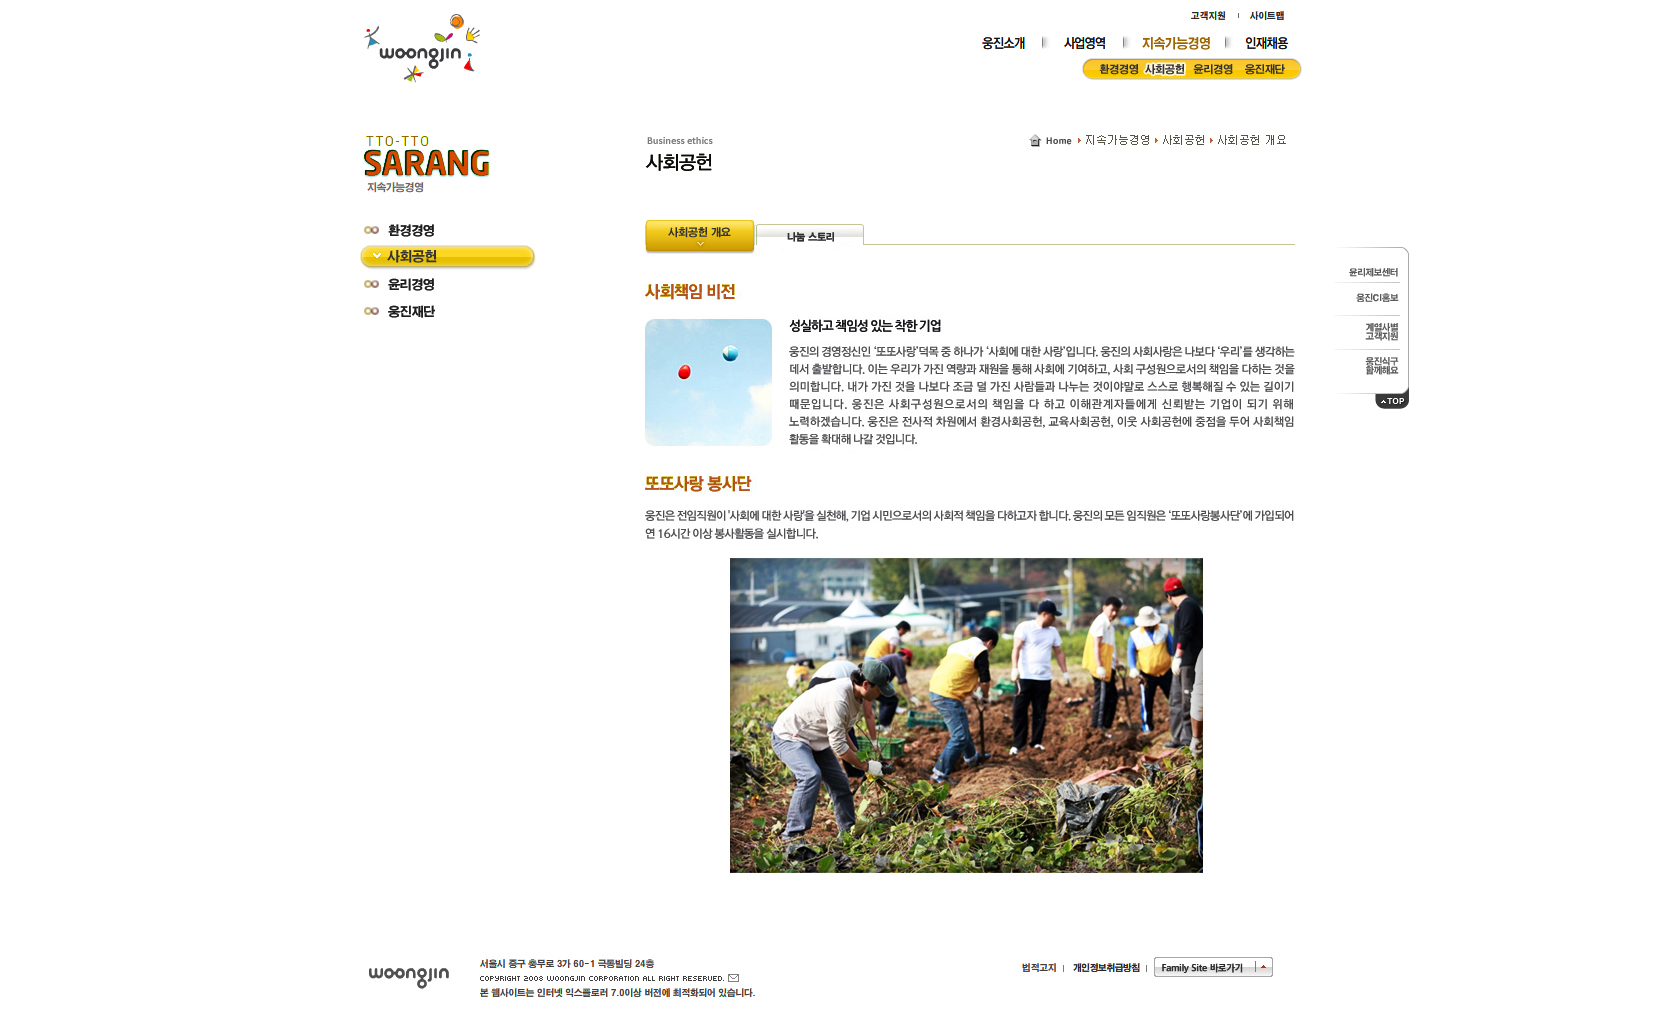 고객지원
사이트맵
woongjin
웅진소개
사업영역
지속가능경영
인재채용
환경경영
사회공헌
윤리경영
웅진재단
TTO-TTO
SARANG
지속가능경영
환경경영
사회공헌
윤리경영
웅진재단
Business ethics
사회공헌
Home 지속가능경영 사회공헌 사회공헌 개요
사회공헌 개요
나눔 스토리
사회책임 비전
성실하고 책임성 있는 착한 기업
웅진의 경영정신인 ‘또또사랑’덕목 중 하나가 ‘사회에 대한 사랑’입니다. 웅진의 사회사랑은 나보다 ‘우리’를 생각하는
데서 출발합니다. 이는 우리가 가진 역량과 재원을 통해 사회에 기여하고, 사회 구성원으로서의 책임을 다하는 것을
의미합니다. 내가 가진 것을 나보다 조금 덜 가진 사람들과 나누는 것이야말로 스스로 행복해질 수 있는 길이기
때문입니다. 웅진은 사회구성원으로서의 책임을 다 하고 이해관계자들에게 신뢰받는 기업이 되기 위해
노력하겠습니다. 웅진은 전사적 차원에서 환경사회공헌, 교육사회공헌, 이웃 사회공헌에 중점을 두어 사회책임
활동을 확대해 나갈 것입니다.
또또사랑 봉사단
웅진은 전임직원이 '사회에 대한 사랑'을 실천해, 기업 시민으로서의 사회적 책임을 다하고자 합니다. 웅진의 모든 임직원은 ‘또또사랑봉사단’에 가입되어
연 16시간 이상 봉사활동을 실시합니다.
윤리제보센터
웅진CI홍보
계열사별
고객지원
웅진식구
함께해요
TOP
woongjin
서울시 중구 충무로 3가 60-1 극동빌딩 24층
COPYRIGHT 2008 WOONGJIN CORPORATION ALL RIGHT RESERVED.
본 웹사이트는 인터넷 익스플로러 7.0이상 버전에 최적화되어 있습니다.
법적고지
개인정보취급방침
Family Site 바로가기